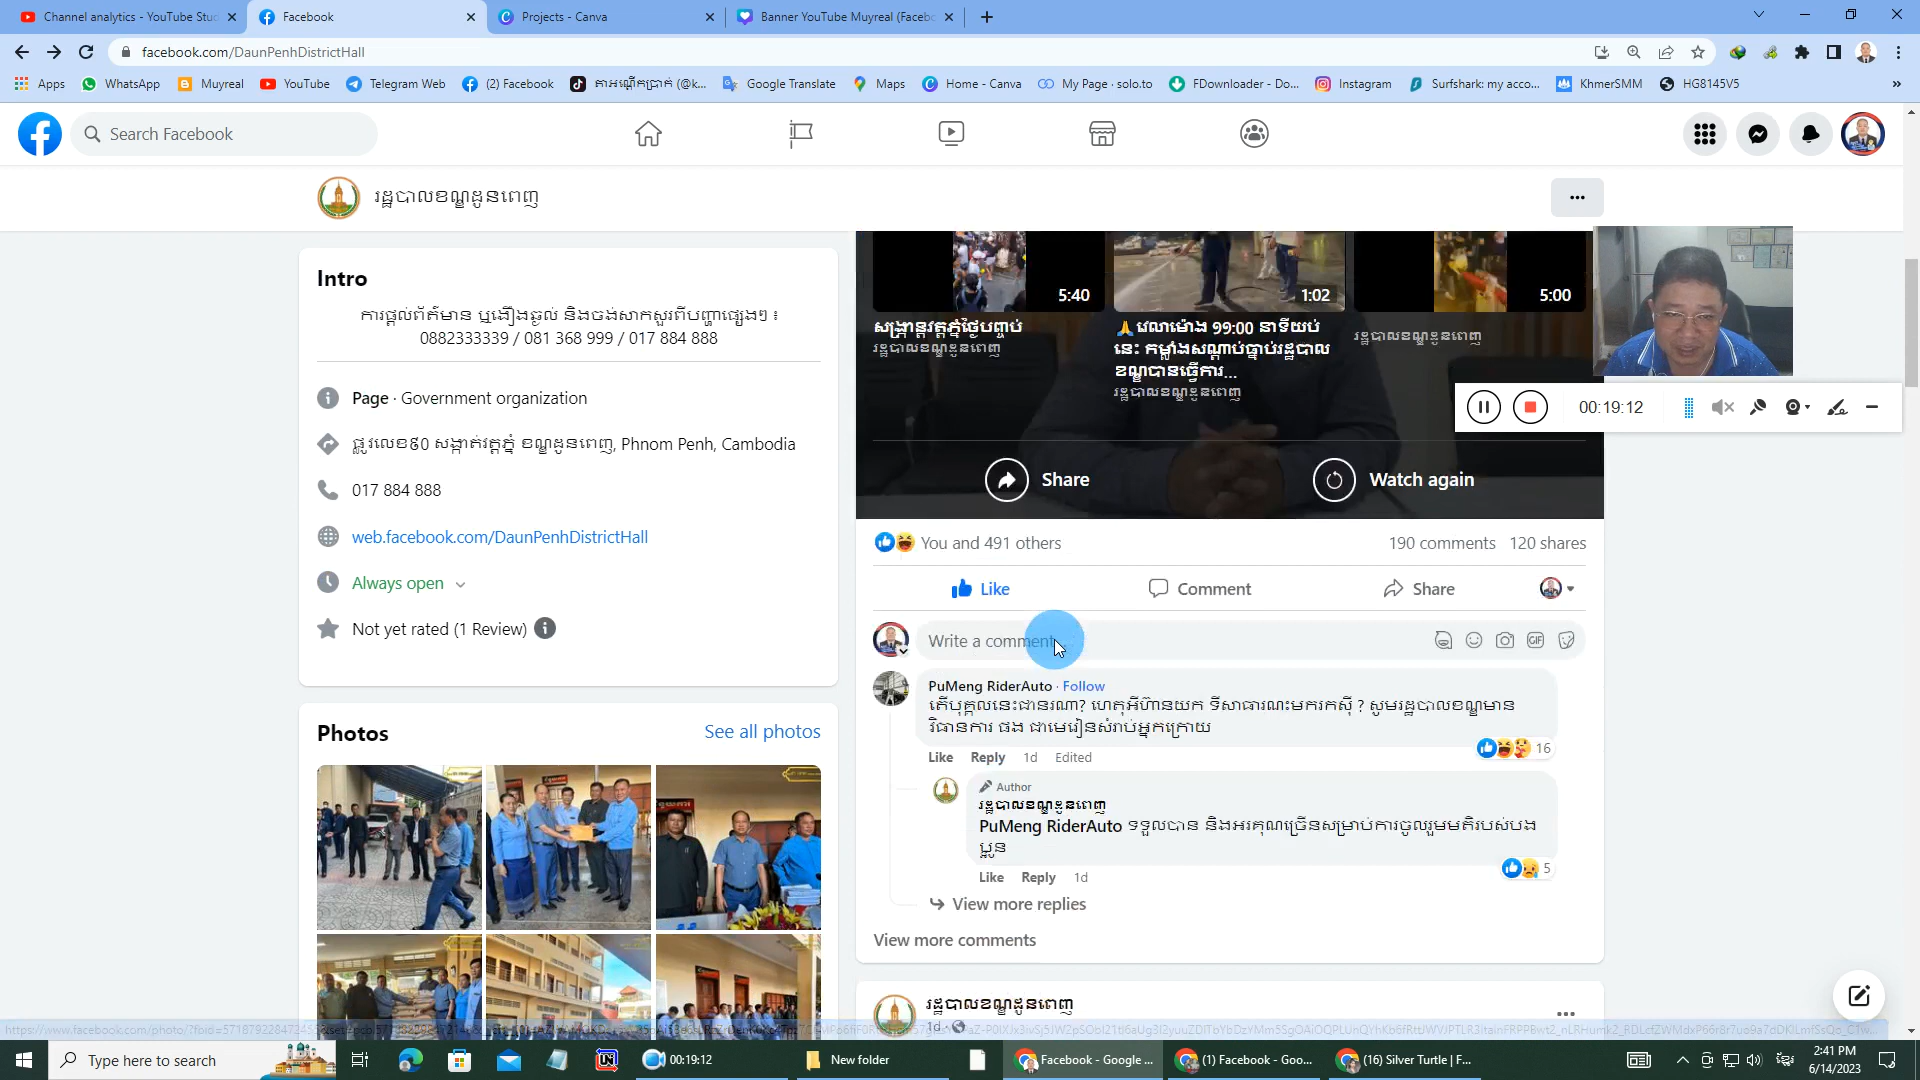 Channel analytics - YouTube Stu
Facebook
Projects - Canva
Banner YouTube Muyreal (Facebo
facebook.com/DaunPenhDistrictHall
Apps
WhatsApp
Muyreal
YouTube
Telegram Web
(2) Facebook
តាអរណ្តើកប្រាក់ (@k...
Google Translate
Maps
Home - Canva
My Page · solo.to
FDownloader - Do...
Instagram
Surfshark: my acco...
KhmerSMM
HG8145V5
Search Facebook
រដ្ឋបាលខណ្ឌដូនពេញ
Intro
ការផ្តល់ព័ត៌មាន ឬងឿងឆ្ងល់ និងចង់សាកសួរពីបញ្ហាផ្សេងៗ ៖
0882333339 / 081 368 999 / 017 884 888
Page · Government organization
ផ្លូវលេខ៩០ សង្កាត់វត្តភ្នំ ខណ្ឌដូនពេញ, Phnom Penh, Cambodia
017 884 888
web.facebook.com/DaunPenhDistrictHall
Always open
Not yet rated (1 Review)
Photos
See all photos
5:40
1:02
5:00
សង្ក្រាន្តវត្តភ្នំថ្ងៃបញ្ចប់
រដ្ឋបាលខណ្ឌដូនពេញ
🙏វេលាម៉ោង ១១:00 នាទីយប់
នេះ កម្លាំងសណ្តាប់ធ្នាប់រដ្ឋបាល
ខណ្ឌបានធ្វើការ...
រដ្ឋបាលខណ្ឌដូនពេញ
រដ្ឋបាលខណ្ឌដូនពេញ
00:19:12
Share
Watch again
You and 491 others
190 comments
120 shares
Like
Comment
Share
Write a comment
PuMeng RiderAuto · Follow
តើបុគ្គលនេះជានរណា? ហេតុអីហ៊ានយក ទីសាធារណះមករកស៊ី ? សូមរដ្ឋបាលខណ្ឌមាន
វិធានការ ផង ជាមេរៀនសំរាប់អ្នកក្រោយ
16
Like Reply 1d Edited
Author
រដ្ឋបាលខណ្ឌដូនពេញ
PuMeng RiderAuto ទទួលបាន និងអរគុណច្រើនសម្រាប់ការចូលរួមមតិរបស់បង
ប្អូន
5
Like Reply 1d
View more replies
View more comments
រដ្ឋបាលខណ្ឌដូនពេញ
1d
Type here to search
00:19:12
New folder
Facebook - Google ...
(1) Facebook - Goo...
(16) Silver Turtle | F...
2:41 PM
6/14/2023